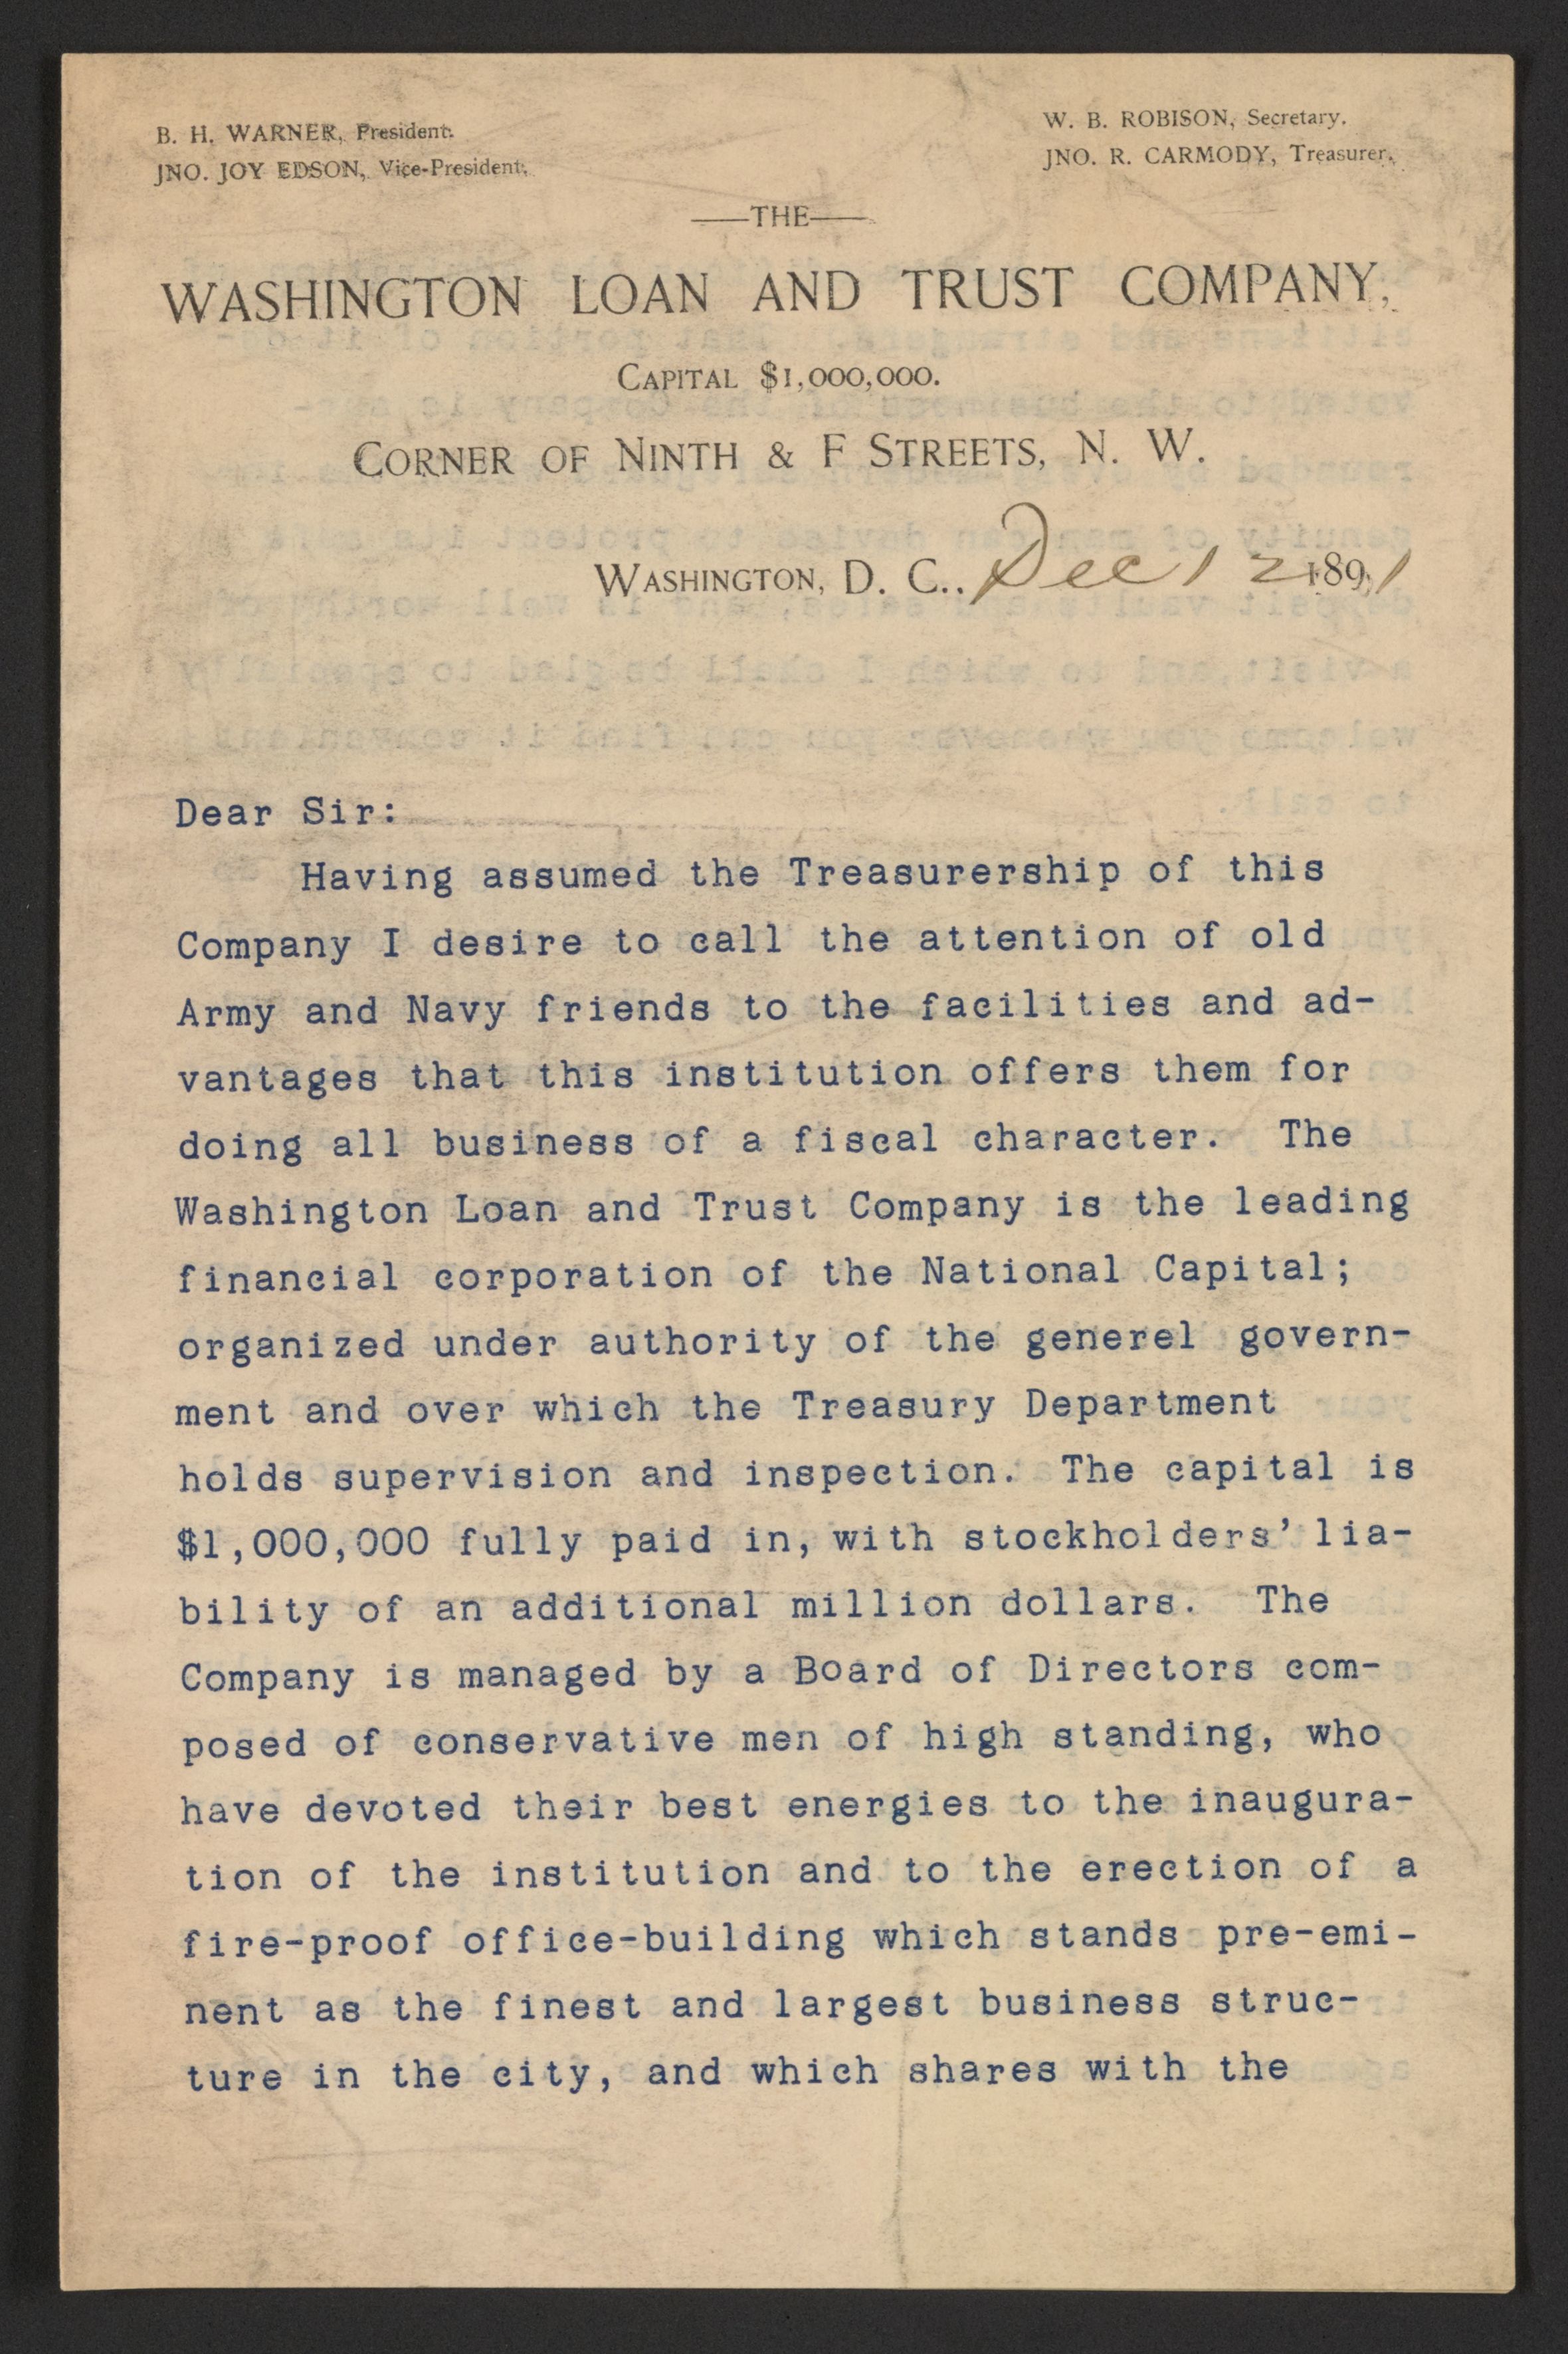 B. H. WARNER, President.
JNO. JOY EDSON, Vice-President.
W. B. ROBISON, Secretary.
JNO. R. CARMODY, Treasurer.
—THE—
WASHINGTON LOAN AND TRUST COMPANY,
CAPITAL $1,000,000.
CORNER OF NINTH & F STREETS, N. W.
WASHINGTON, D. C., Dec 12 1891
Dear Sir:
Having assumed the Treasurership of this
Company I desire to call the attention of old
Army and Navy friends to the facilities and ad-
vantages that this institution offers them for
doing all business of a fiscal character. The
Washington Loan and Trust Company is the leading
financial corporation of the National Capital;
organized under authority of the generel govern-
ment and over which the Treasury Department
holds supervision and inspection. The capital is
$1,000,000 fully paid in, with stockholders' lia-
bility of an additional million dollars. The
Company is managed by a Board of Directors com-
posed of conservative men of high standing, who
have devoted their best energies to the inaugura-
tion of the institution and to the erection of a
fire-proof office-building which stands pre-emi-
nent as the finest and largest business struc-
ture in the city, and which shares with the